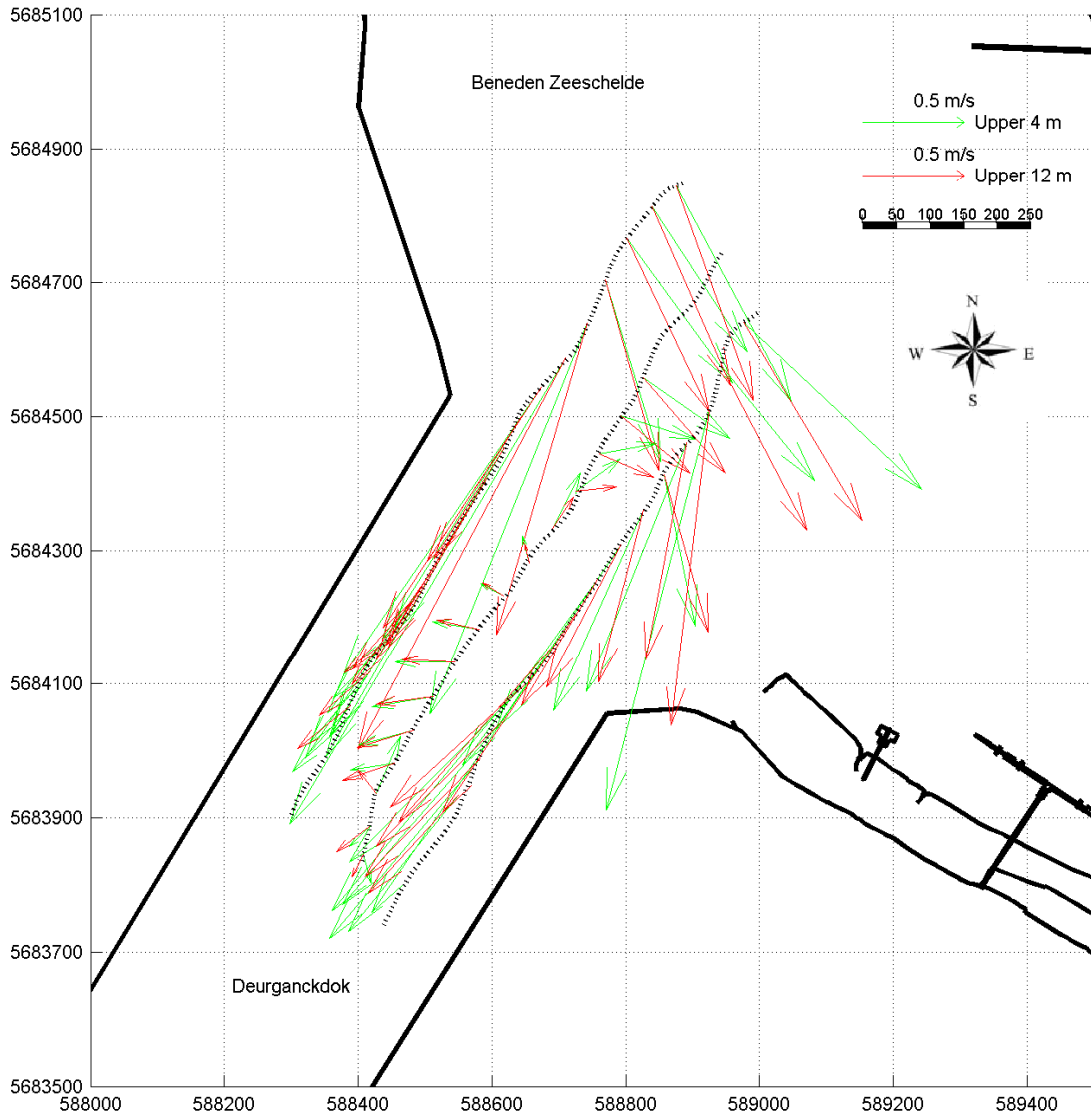 5685100
5684900
5684700
5684500
5684300
5684100
5683900
5683700
5683500
Beneden Zeeschelde
0.5 m/s
Upper 4 m
0.5 m/s
Upper 12 m
0 50 100 150 200 250
N
W E
S
Deurganckdok
588000 588200 588400 588600 588800 589000 589200 589400